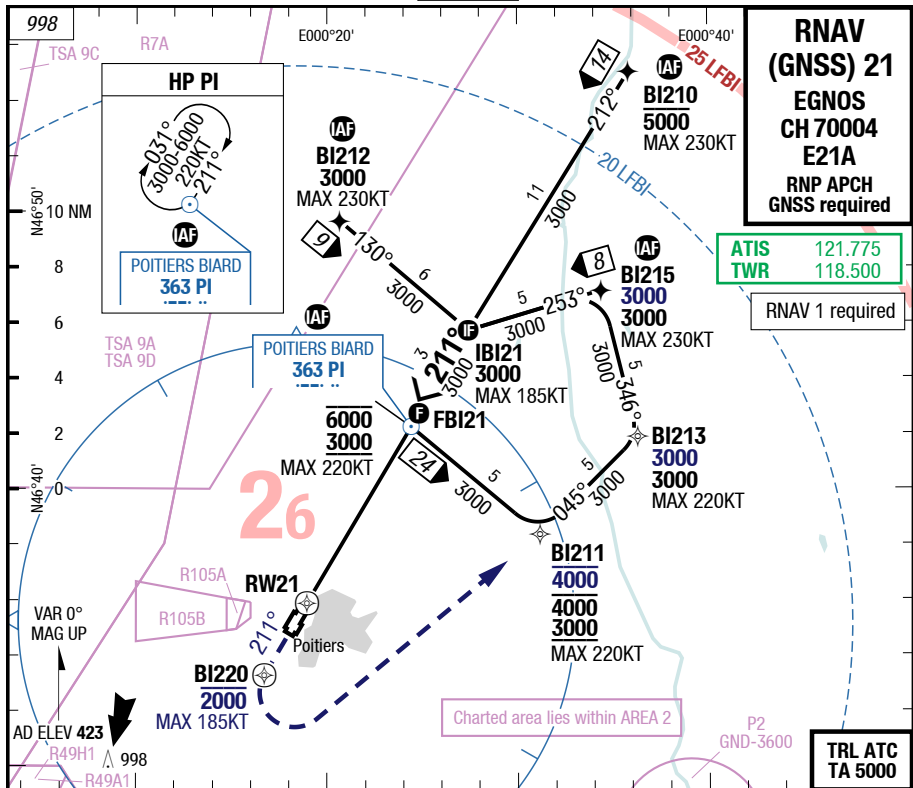 998
TSA 9C
R7A
E000°20'
E000°40'
25 LFBI
RNAV
(GNSS) 21
EGNOS
CH 70004
E21A
RNP APCH
GNSS required
HP PI
031°
3000-6000
220KT
211°
IAF
POITIERS BIARD
363 PI
IAF
BI212
3000
MAX 230KT
9
130°
6
3000
14
212°
IAF
BI210
5000
MAX 230KT
11
3000
20 LFBI
ATIS 121.775
TWR 118.500
RNAV 1 required
N46°50'
10 NM
8
6
4
2
0
N46°40'
IAF
BI215
3000
3000
MAX 230KT
8
253°
5
3000
IF
IBI21
3000
MAX 185KT
3
211°
3000
5
346°
3000
TSA 9A
TSA 9D
IAF
POITIERS BIARD
363 PI
F FBI21
6000
3000
MAX 220KT
24
5
3000
BI213
3000
3000
MAX 220KT
5
045°
3000
26
BI211
4000
4000
3000
MAX 220KT
R105A
R105B
RW21
Poitiers
211°
BI220
2000
MAX 185KT
VAR 0°
MAG UP
AD ELEV 423
998
R49H1
R49A1
Charted area lies within AREA 2
P2
GND-3600
TRL ATC
TA 5000